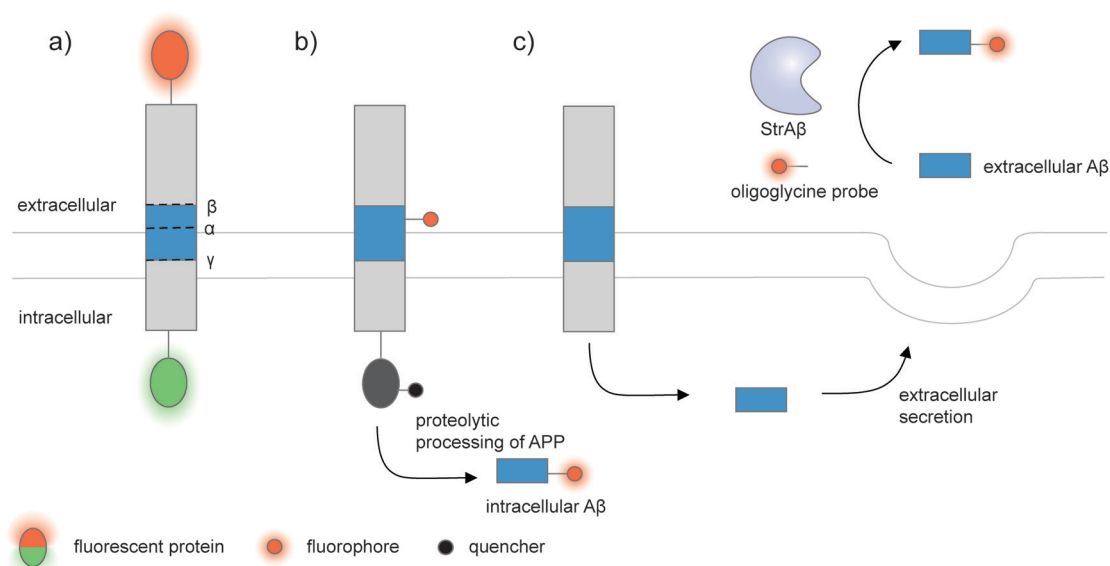 a)
b)
c)
StrAβ
oligoglycine probe
extracellular Aβ
extracellular
β
α
γ
intracellular
proteolytic
processing of APP
intracellular Aβ
extracellular
secretion
fluorescent protein
fluorophore
quencher